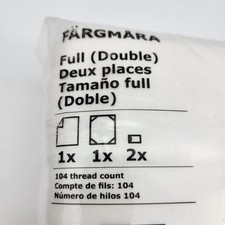 FÄRGMÅRA
Full (Double)
Deux places
Tamaño full
(Doble)
1x 1x 2x
104 thread count
Compte de fils: 104
Número de hilos 104